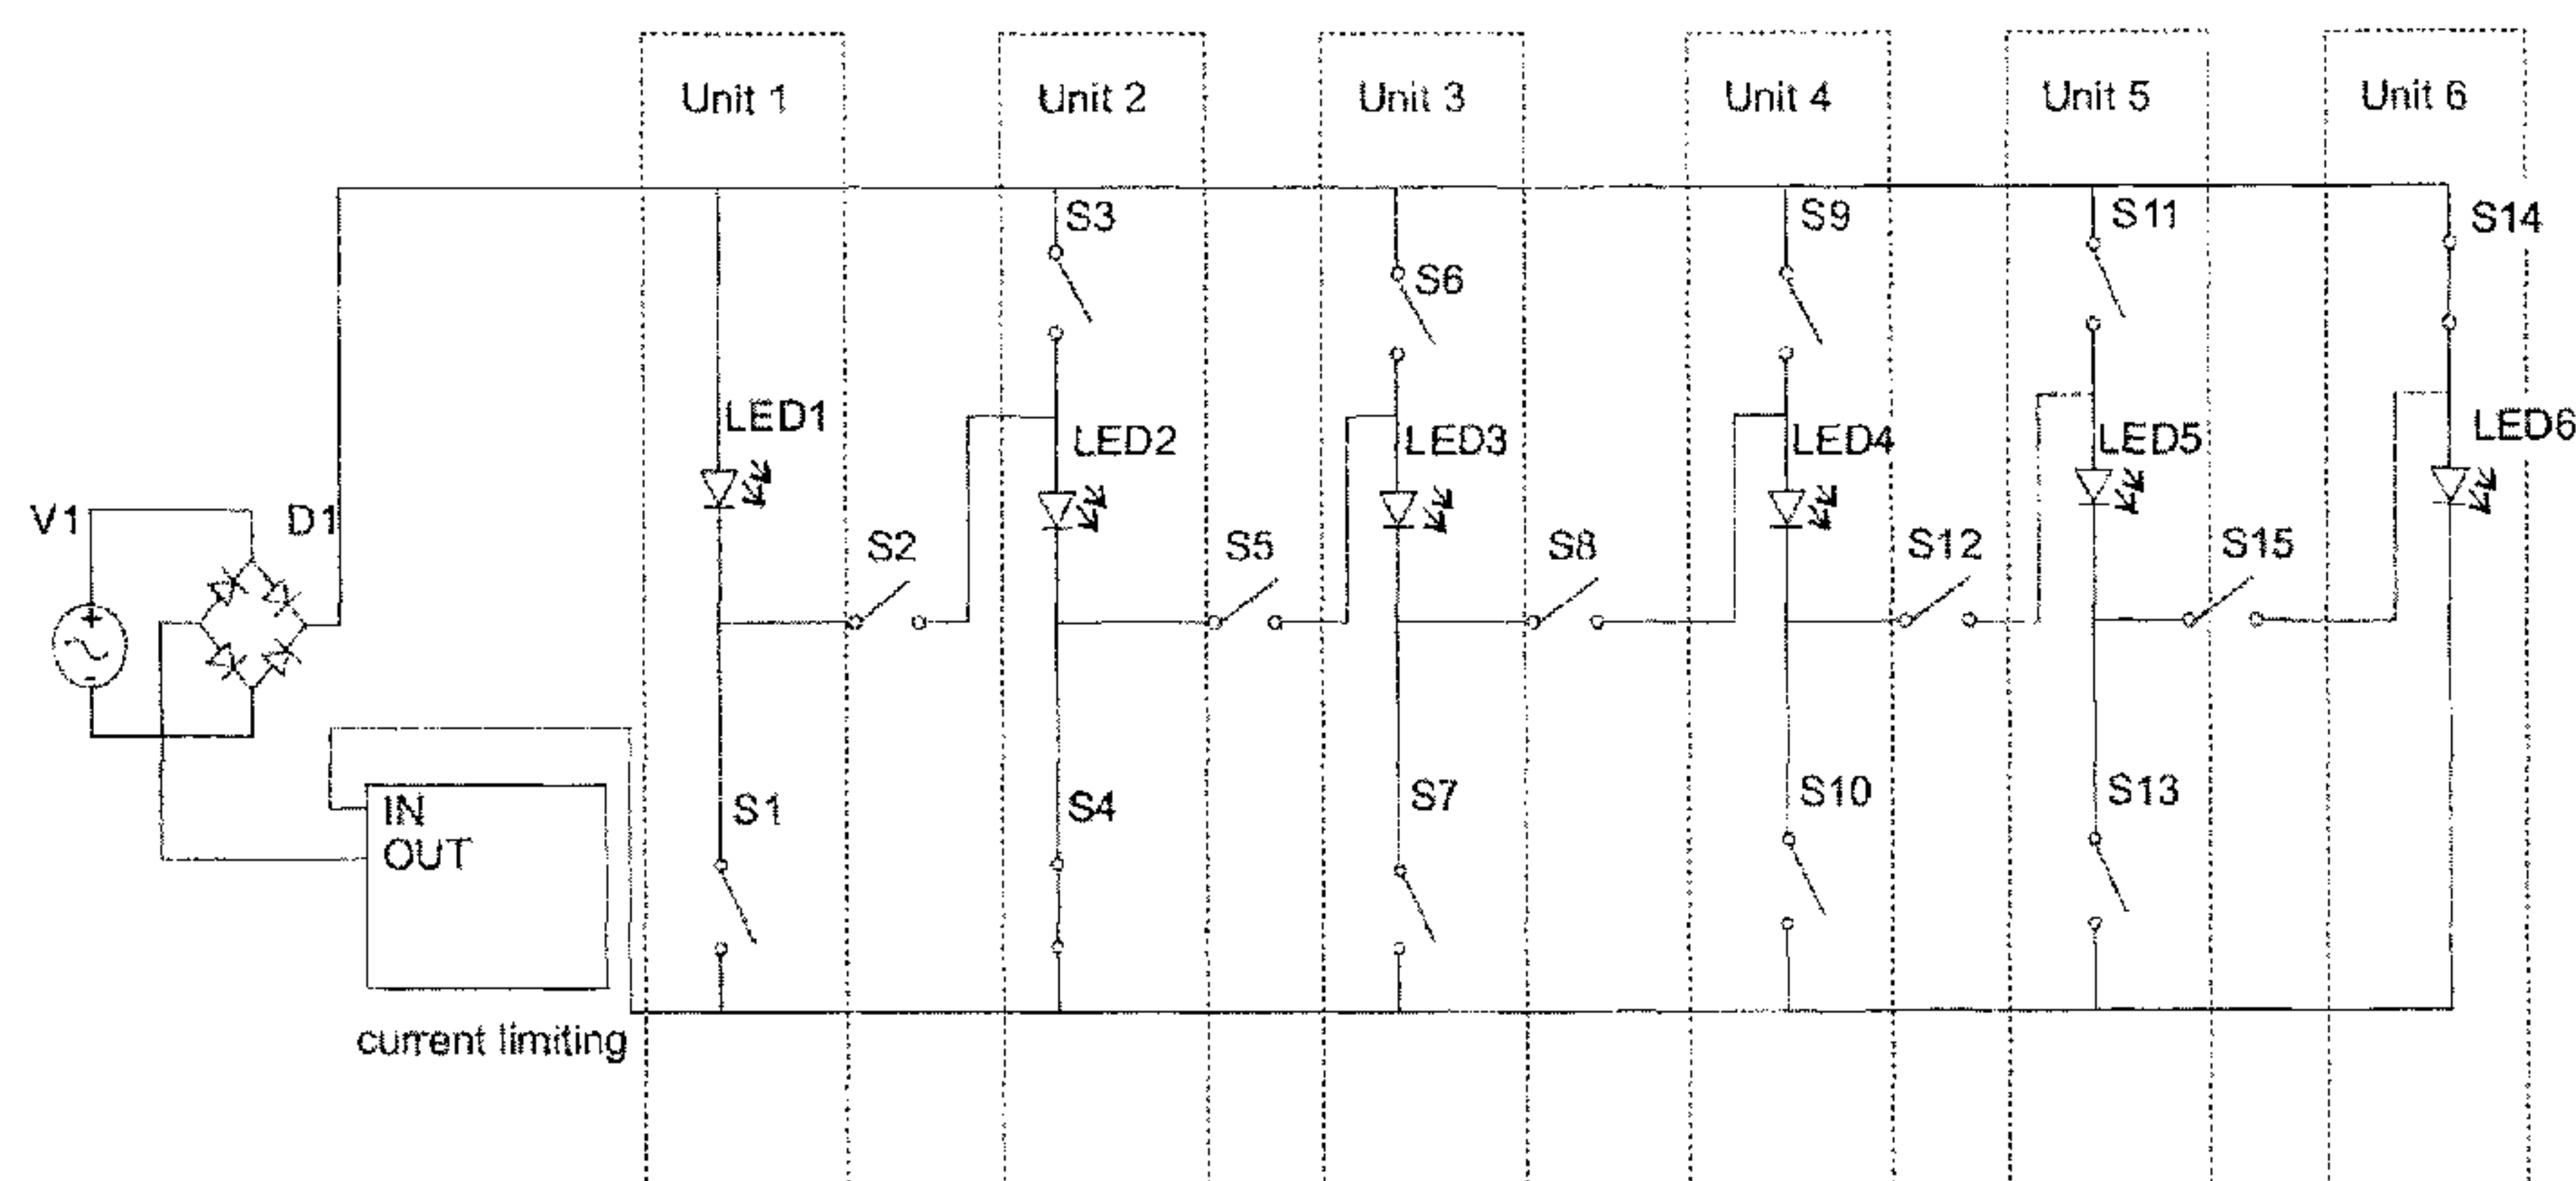 Unit 1
Unit 2
Unit 3
Unit 4
Unit 5
Unit 6
S3
S9
S11
S14
S6
LED1
LED2
LED3
LED4
LED5
LED6
V1
D1
S2
S5
S8
S12
S15
S1
S4
S7
S10
S13
IN
OUT
current limiting